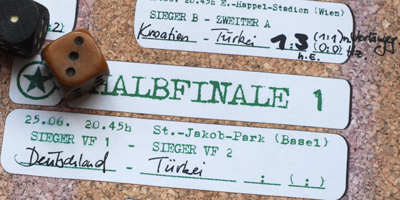 20.45h E.-Happel-Stadion (Wien)
SIEGER B - ZWEITER A
Kroatien - Türkei 1:3 (1:1)
(0:0)
n.E.
HALBFINALE 1
25.06. 20.45h St.-Jakob-Park (Basel)
SIEGER VF 1 - SIEGER VF 2
Deutschland - Türkei : ( : )